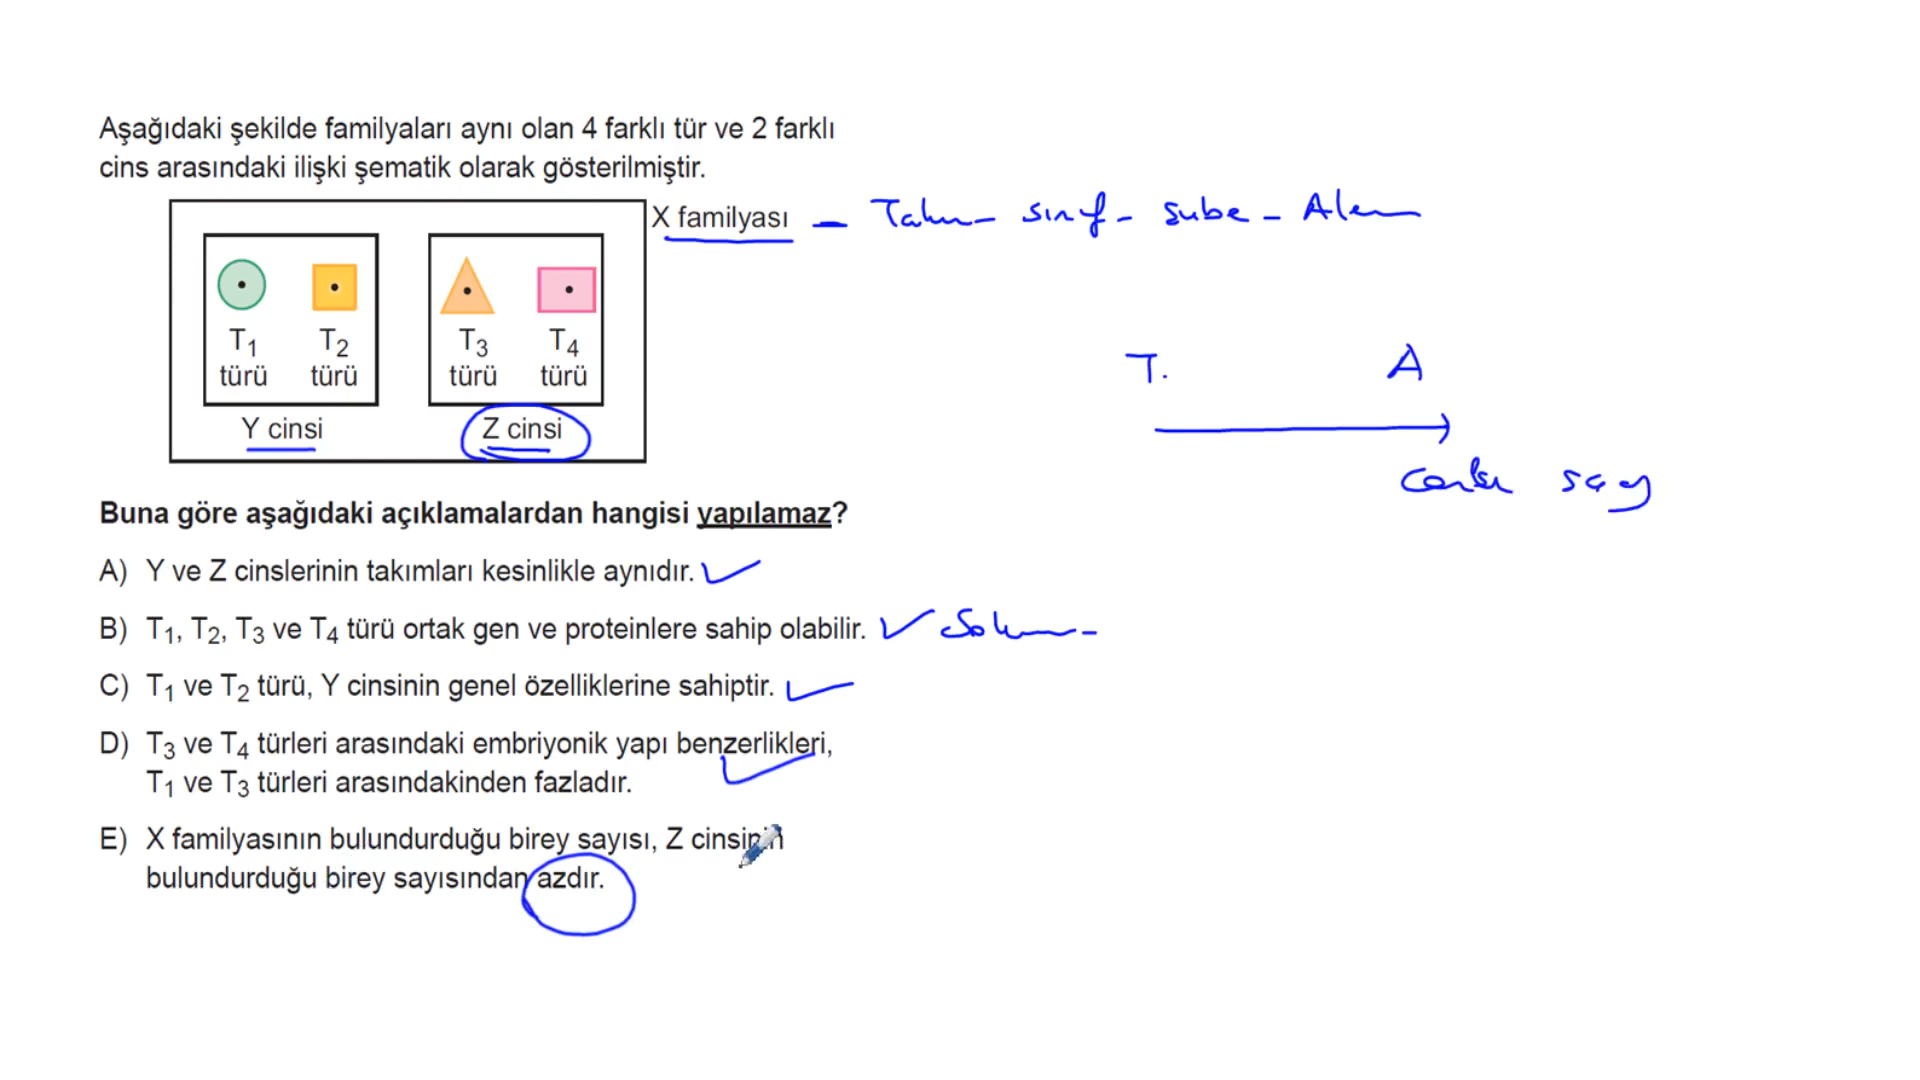 Aşağıdaki şekilde familyaları aynı olan 4 farklı tür ve 2 farklı
cins arasındaki ilişki şematik olarak gösterilmiştir.
X familyası - Takım - sınıf - şube - Alem
T₁ T₂ T₃ T₄
türü türü türü türü
Y cinsi Z cinsi
T. A
sayı
Buna göre aşağıdaki açıklamalardan hangisi yapılamaz?
A) Y ve Z cinslerinin takımları kesinlikle aynıdır.
B) T₁, T₂, T₃ ve T₄ türü ortak gen ve proteinlere sahip olabilir.
C) T₁ ve T₂ türü, Y cinsinin genel özelliklerine sahiptir.
D) T₃ ve T₄ türleri arasındaki embriyonik yapı benzerlikleri,
T₁ ve T₃ türleri arasındakinden fazladır.
E) X familyasının bulundurduğu birey sayısı, Z cinsinin
bulundurduğu birey sayısından azdır.